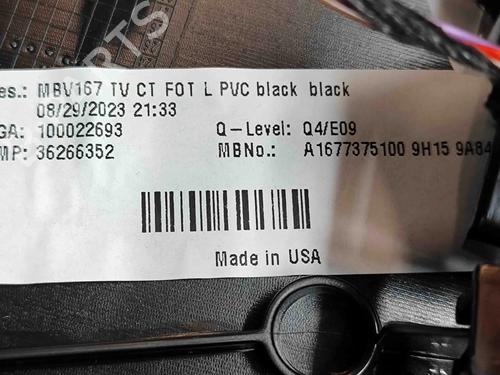 es.: MBV167 TV CT FOT L PVC black black
08/29/2023 21:33
GA: 100022693 Q-Level: Q4/E09
MP: 36266352 MBNo.: A1677375100 9H15 9A84
Made in USA